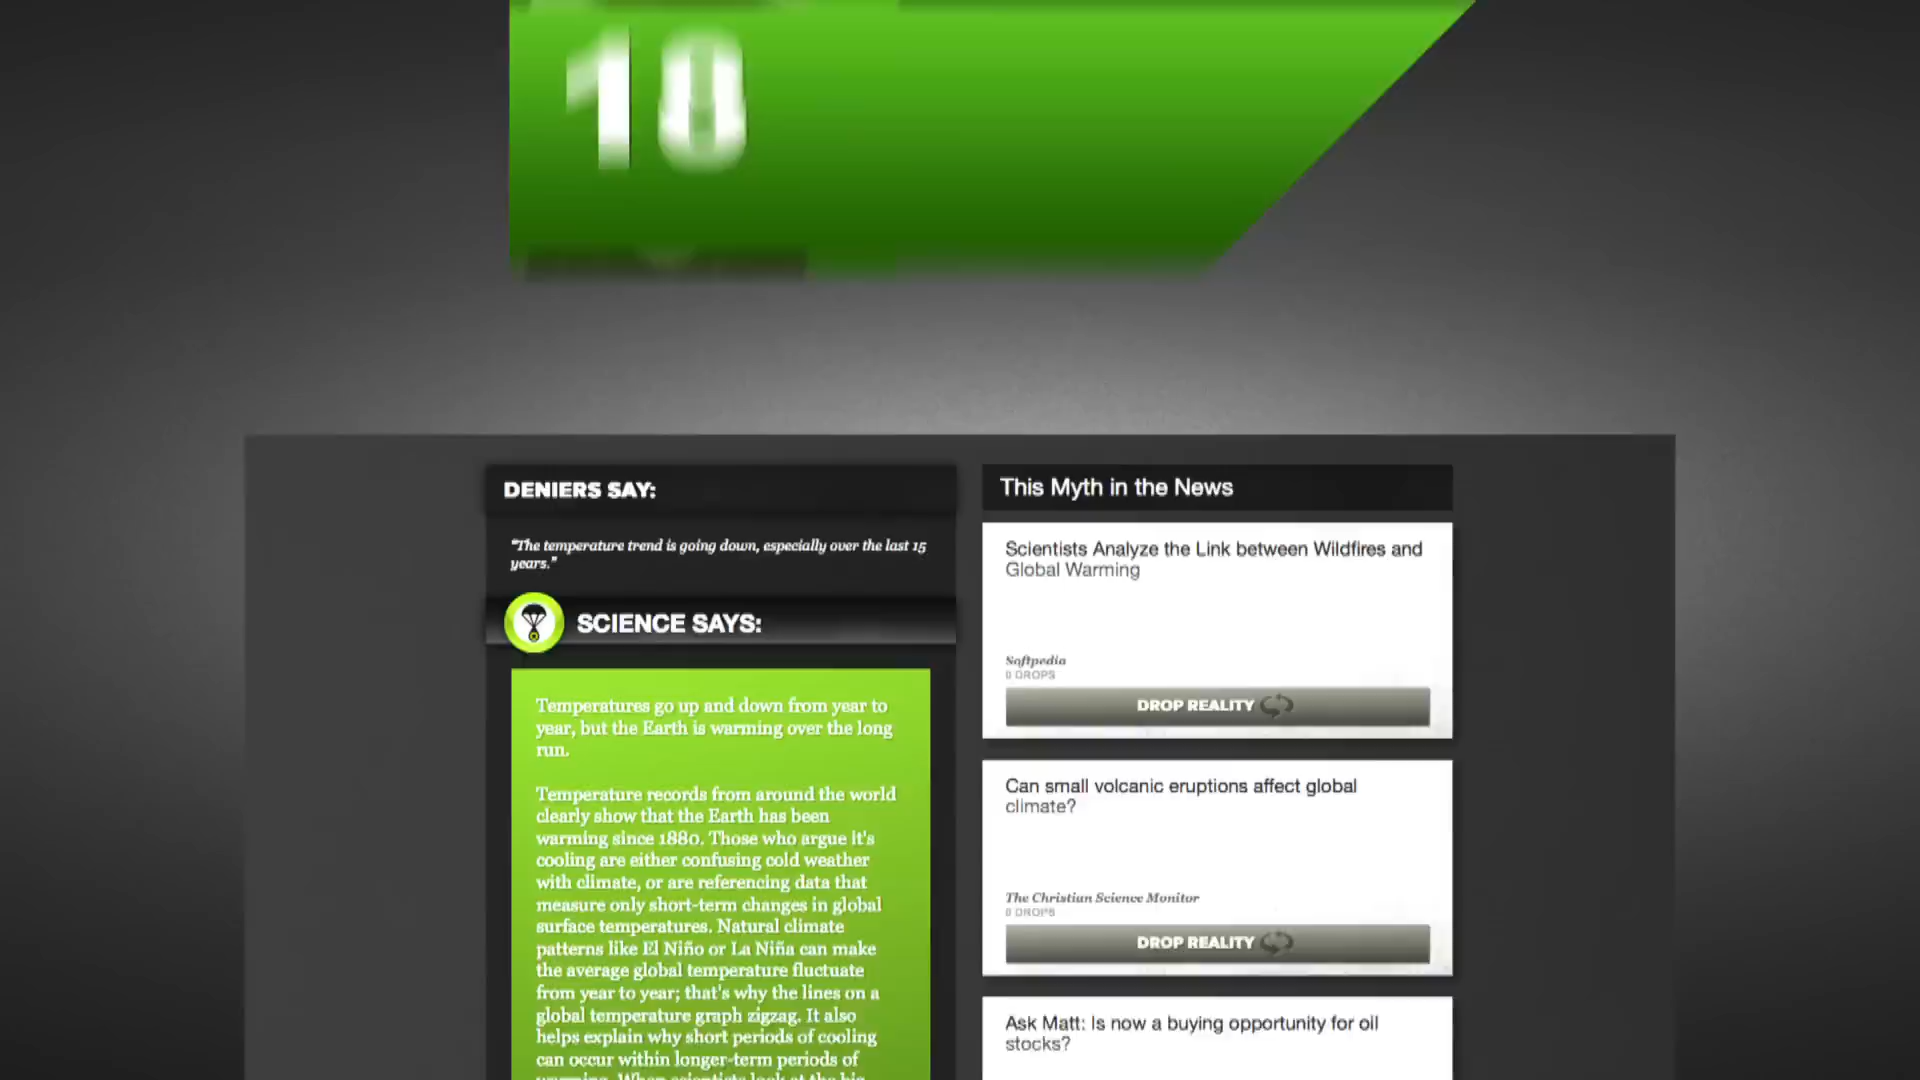 DENIERS SAY:
"The temperature trend is going down, especially over the last 15
years."
SCIENCE SAYS:
Temperatures go up and down from year to
year, but the Earth is warming over the long
run.
Temperature records from around the world
clearly show that the Earth has been
warming since 1880. Those who argue it's
cooling are either confusing cold weather
with climate, or are referencing data that
measure only short-term changes in global
surface temperatures. Natural climate
patterns like El Niño or La Niña can make
the average global temperature fluctuate
from year to year; that's why the lines on a
global temperature graph zigzag. It also
helps explain why short periods of cooling
can occur within longer-term periods of
This Myth in the News
Scientists Analyze the Link between Wildfires and
Global Warming
Softpedia
0 DROPS
DROP REALITY
Can small volcanic eruptions affect global
climate?
The Christian Science Monitor
0 DROPS
DROP REALITY
Ask Matt: Is now a buying opportunity for oil
stocks?